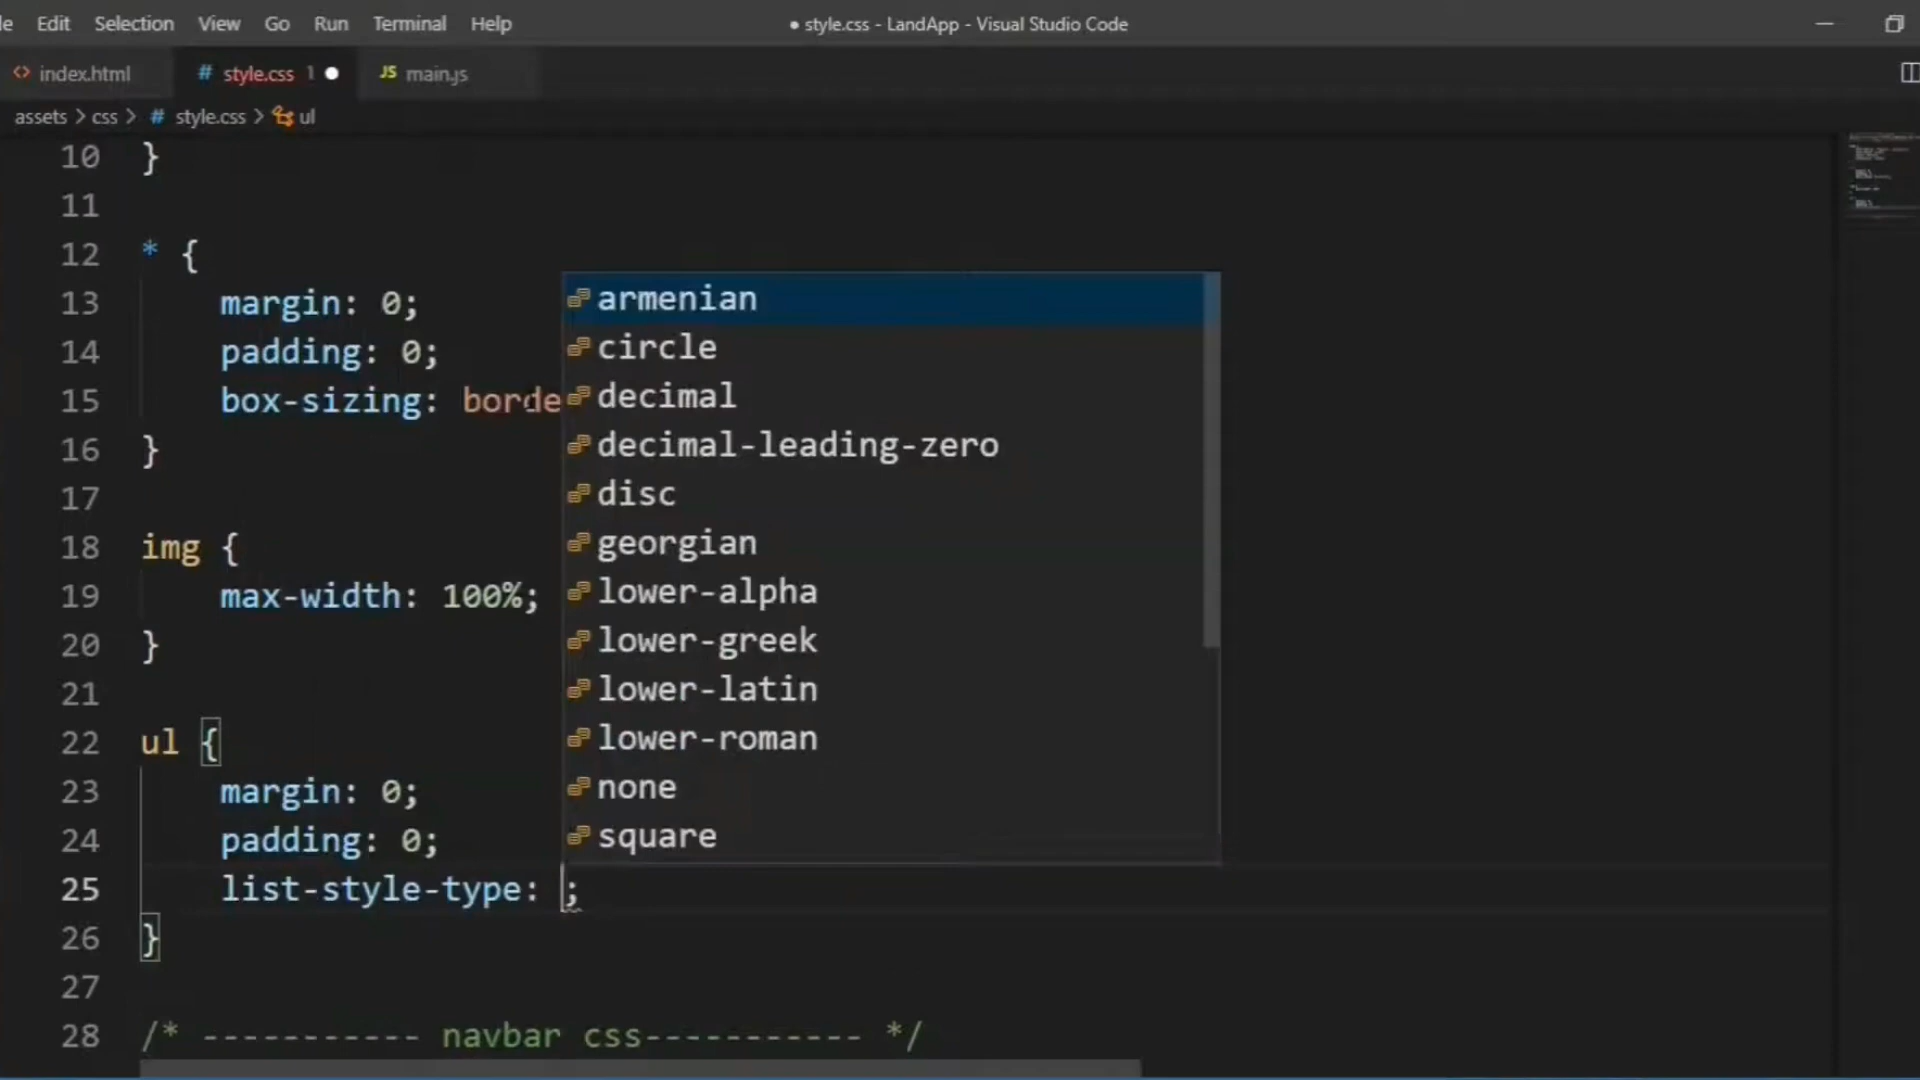 Edit Selection View Go Run Terminal Help ● style.css - LandApp - Visual Studio Code
index.html # style.css 1 ● JS main.js
assets > css > # style.css > ul
10 }
11
12 * {
13 margin: 0;
14 padding: 0;
15 box-sizing:
16 }
17
18 img {
19 max-width: 100%;
20 }
21
22 ul {
23 margin: 0;
24 padding: 0;
25 list-style-type: ;
26 }
27
28 /* ----------- navbar css----------- */
armenian
circle
decimal
decimal-leading-zero
disc
georgian
lower-alpha
lower-greek
lower-latin
lower-roman
none
square